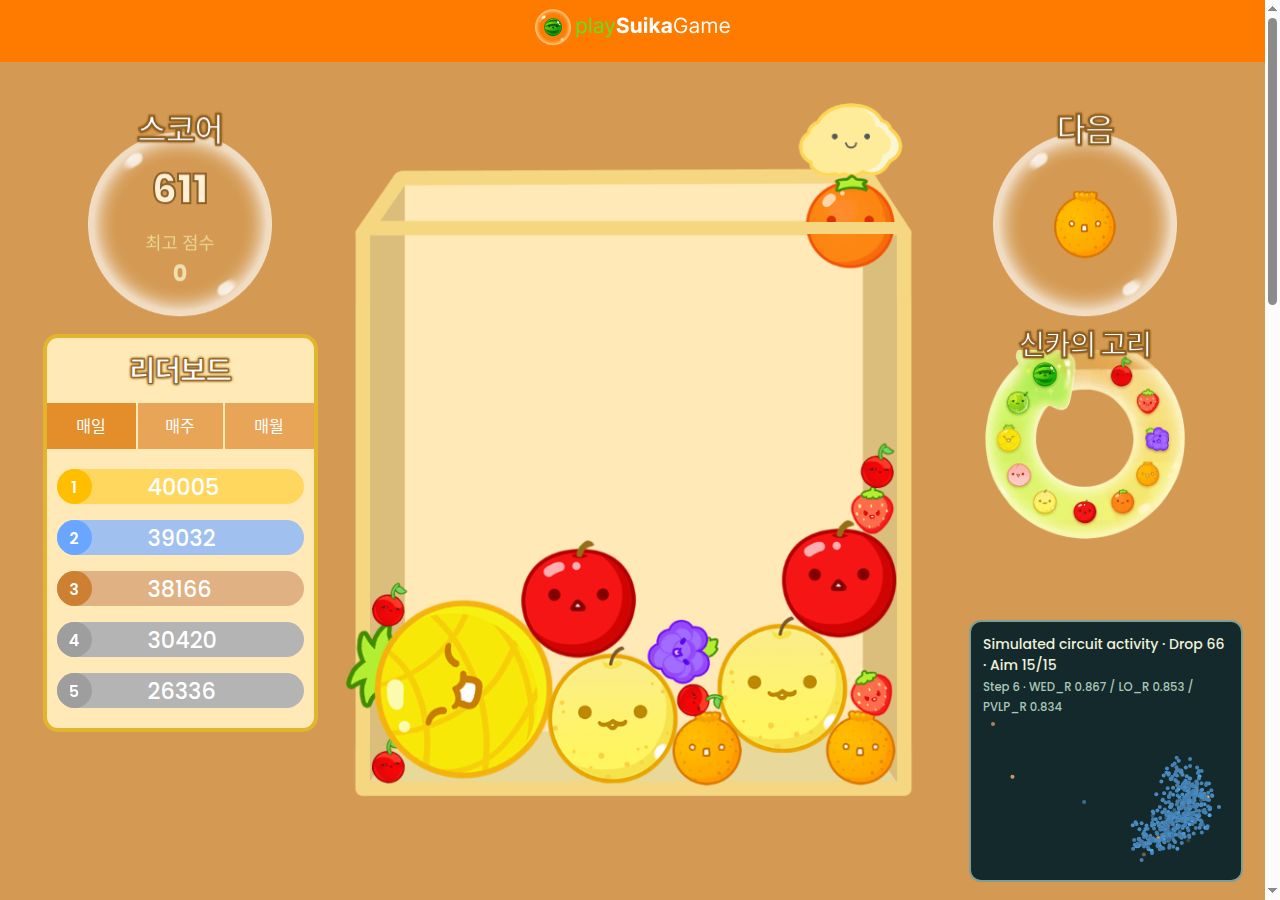 playSuikaGame
스코어
611
최고 점수
0
다음
리더보드
매일 매주 매월
1 40005
2 39032
3 38166
4 30420
5 26336
신카의 고리
Simulated circuit activity · Drop 66
· Aim 15/15
Step 6 · WED_R 0.867 / LO_R 0.853 /
PVLP_R 0.834